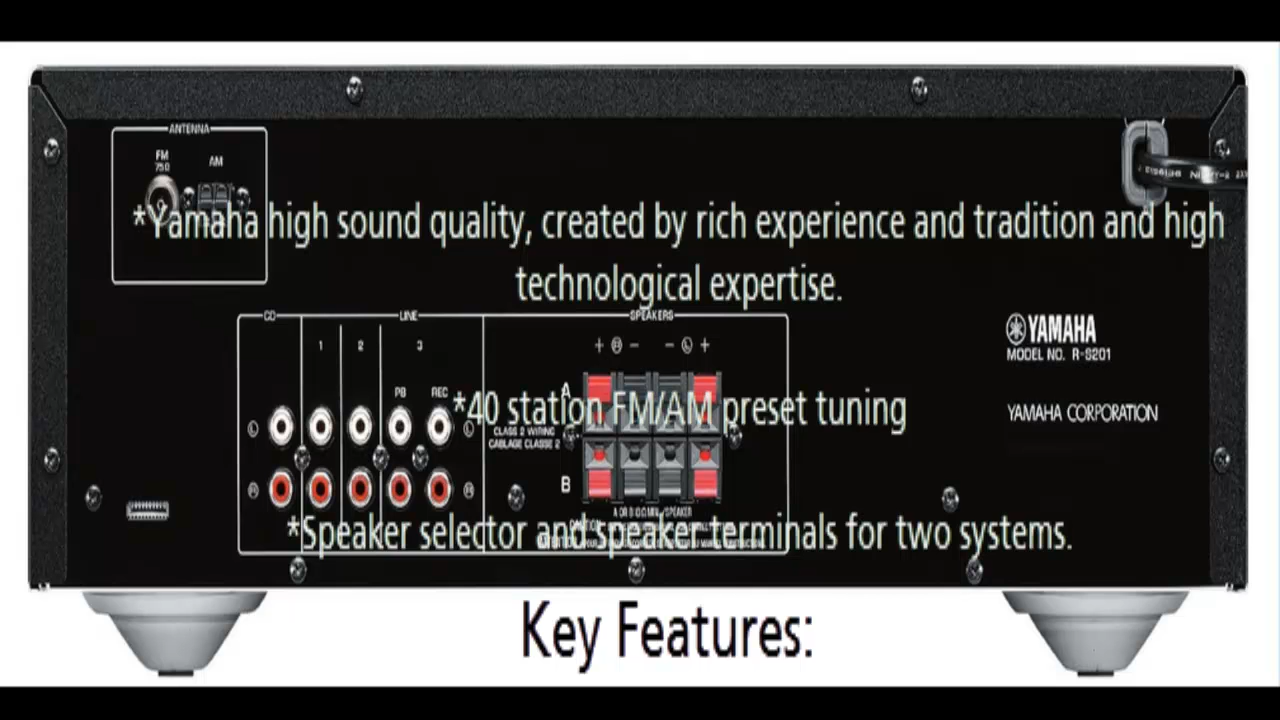 ANTENNA
FM
75Ω
AM
*Yamaha high sound quality, created by rich experience and tradition and high
technological expertise.
CD
LINE
SPEAKERS
1
2
3
+ R − − L +
YAMAHA
MODEL NO. R-S201
PB
REC
A
*40 station FM/AM preset tuning
YAMAHA CORPORATION
L
L
CLASS 2 WIRING
CABLAGE CLASSE 2
R
R
B
*Speaker selector and speaker terminals for two systems.
Key Features: